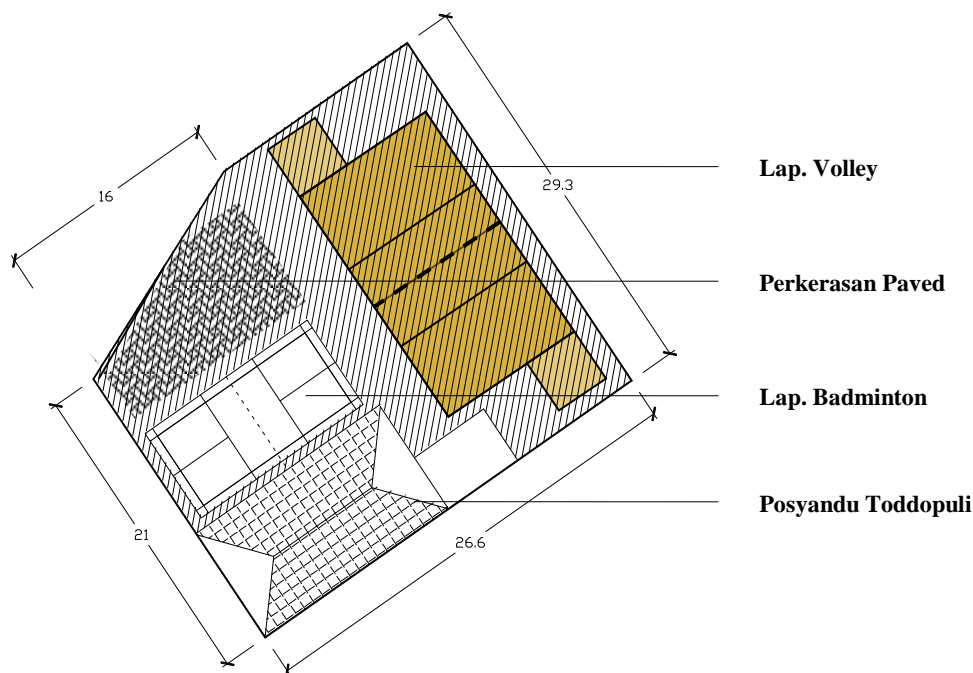 Lap. Volley
29.3
16
Perkerasan Paved
Lap. Badminton
Posyandu Toddopuli
21
26.6